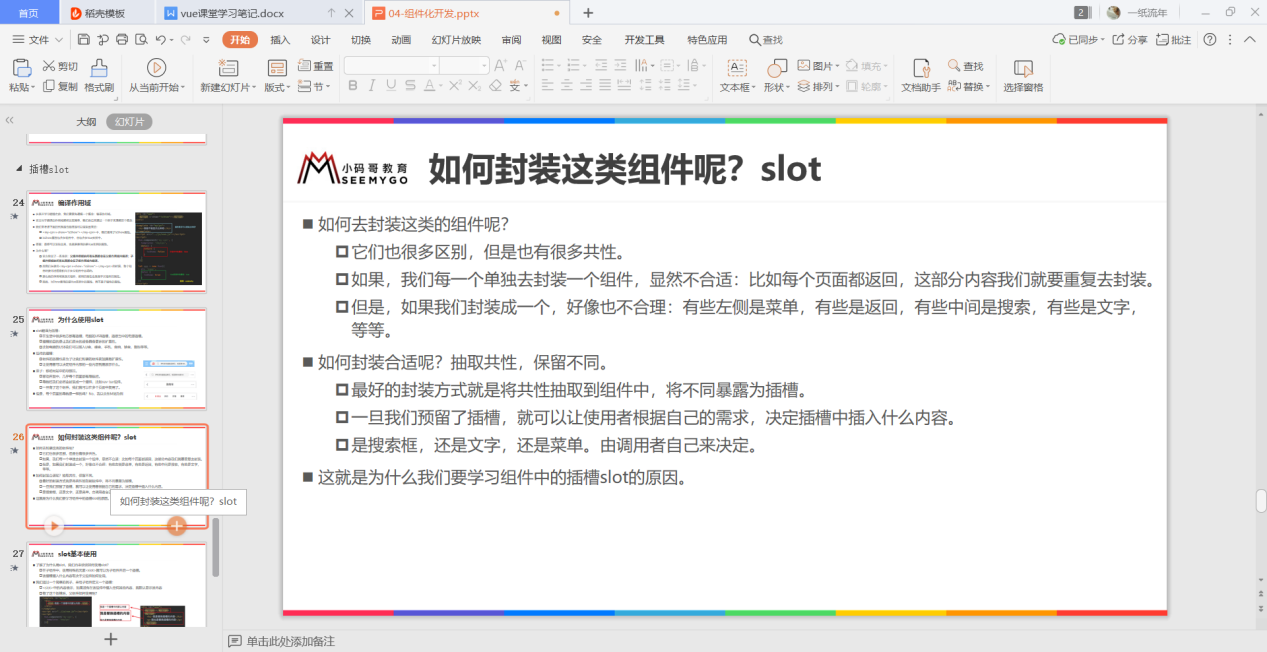 首页
稻壳模板
vue课堂学习笔记.docx
04-组件化开发.pptx
2
一纸流年
文件
开始
插入
设计
切换
动画
幻灯片放映
审阅
视图
安全
开发工具
特色应用
查找
已同步
分享
批注
粘贴
剪切
复制
格式刷
从当前开始
新建幻灯片
版式
重置
节
文本框
形状
图片
排列
填充
轮廓
文档助手
查找
替换
选择窗格
大纲
幻灯片
插槽slot
24
编译作用域
25
为什么使用slot
26
如何封装这类组件呢? slot
如何封装这类组件呢? slot
27
slot基本使用
小码哥教育
SEEMYGO
如何封装这类组件呢? slot
如何去封装这类的组件呢?
它们也很多区别，但是也有很多共性。
如果，我们每一个单独去封装一个组件，显然不合适：比如每个页面都返回，这部分内容我们就要重复去封装。
但是，如果我们封装成一个，好像也不合理：有些左侧是菜单，有些是返回，有些中间是搜索，有些是文字，
等等。
如何封装合适呢？抽取共性，保留不同。
最好的封装方式就是将共性抽取到组件中，将不同暴露为插槽。
一旦我们预留了插槽，就可以让使用者根据自己的需求，决定插槽中插入什么内容。
是搜索框，还是文字，还是菜单。由调用者自己来决定。
这就是为什么我们要学习组件中的插槽slot的原因。
单击此处添加备注